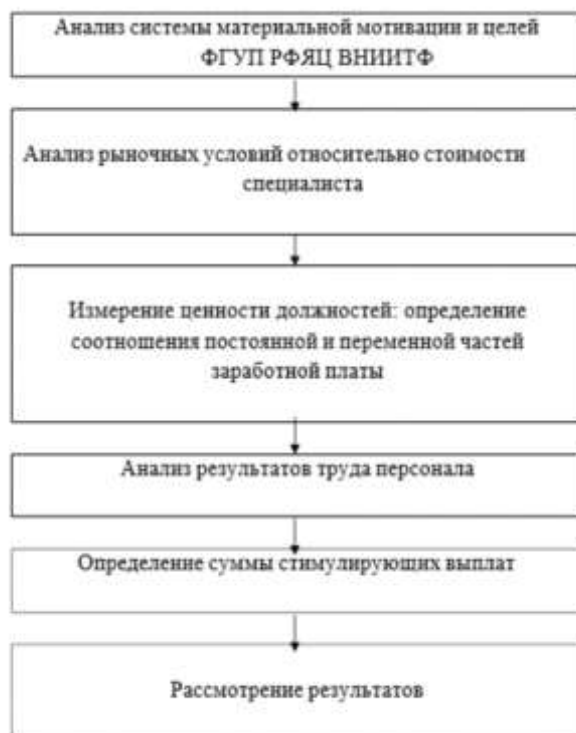 Анализ системы материальной мотивации и целей
ФГУП РФЯЦ ВНИИТФ
Анализ рыночных условий относительно стоимости
специалиста
Измерение ценности должностей: определение
соотношения постоянной и переменной частей
заработной платы
Анализ результатов труда персонала
Определение суммы стимулирующих выплат
Рассмотрение результатов